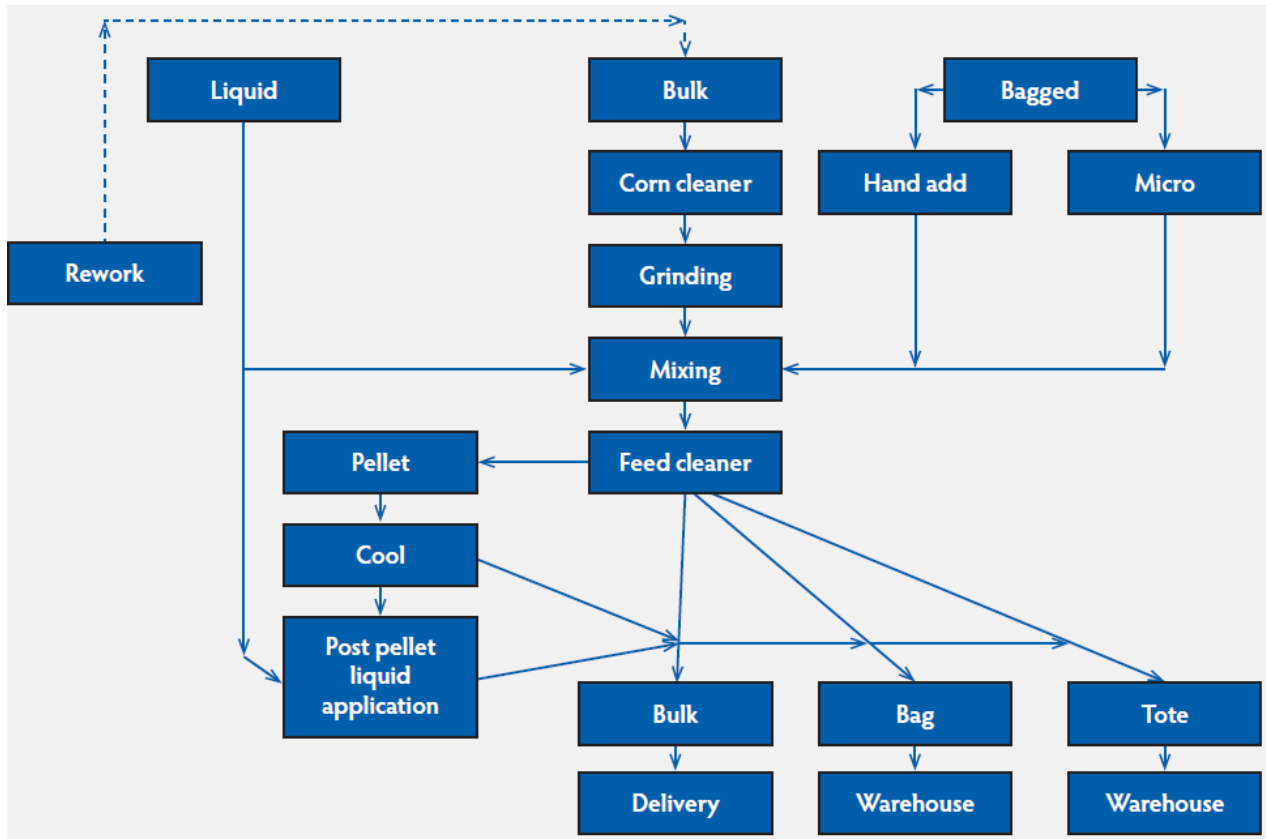 Liquid
Bulk
Bagged
Corn cleaner
Hand add
Micro
Rework
Grinding
Mixing
Pellet
Feed cleaner
Cool
Post pellet
liquid
application
Bulk
Bag
Tote
Delivery
Warehouse
Warehouse